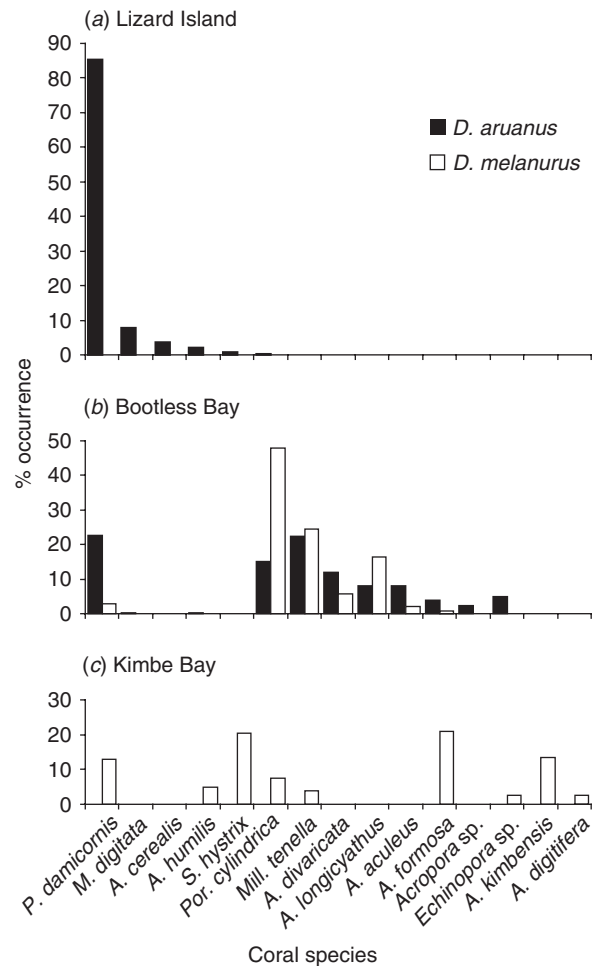 (a) Lizard Island
90
80
70
60
50
40
30
20
10
0
D. aruanus
D. melanurus
% occurrence
(b) Bootless Bay
50
40
30
20
10
0
(c) Kimbe Bay
30
20
10
0
P. damicornis
M. digitata
A. cerealis
A. humilis
S. hystrix
Por. cylindrica
Mill. tenella
A. divaricata
A. longicyathus
A. aculeus
A. formosa
Acropora sp.
Echinopora sp.
A. kimbensis
A. digitifera
Coral species